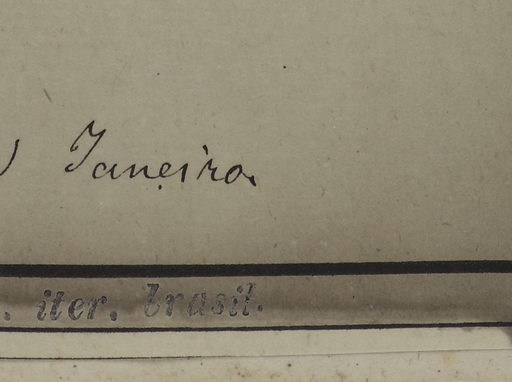 Janeiro.
. iter. brasil.